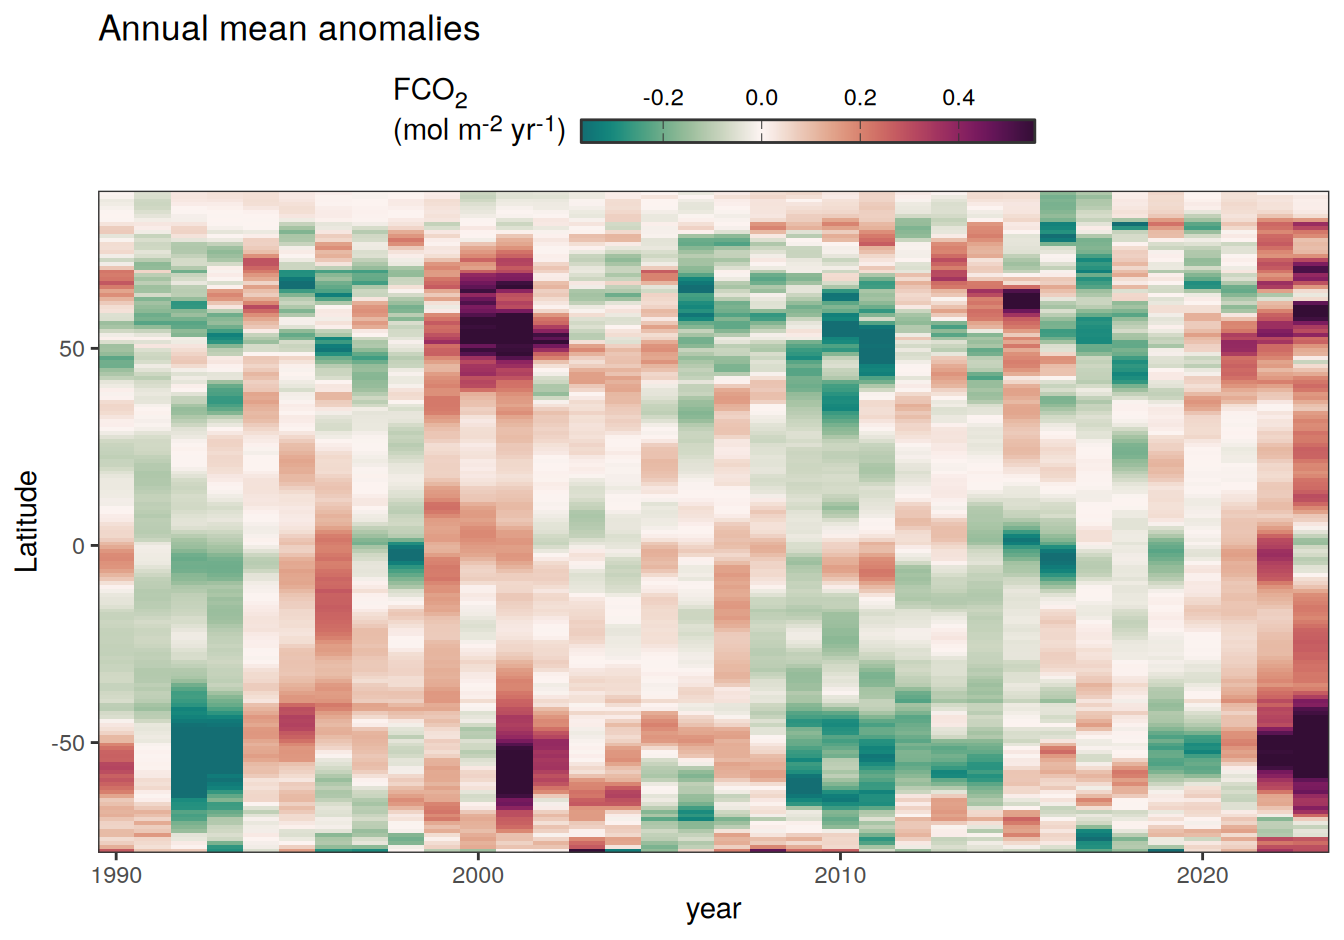 Annual mean anomalies
FCO₂
(mol m⁻² yr⁻¹)
-0.2 0.0 0.2 0.4
Latitude
50
0
-50
1990 2000 2010 2020
year